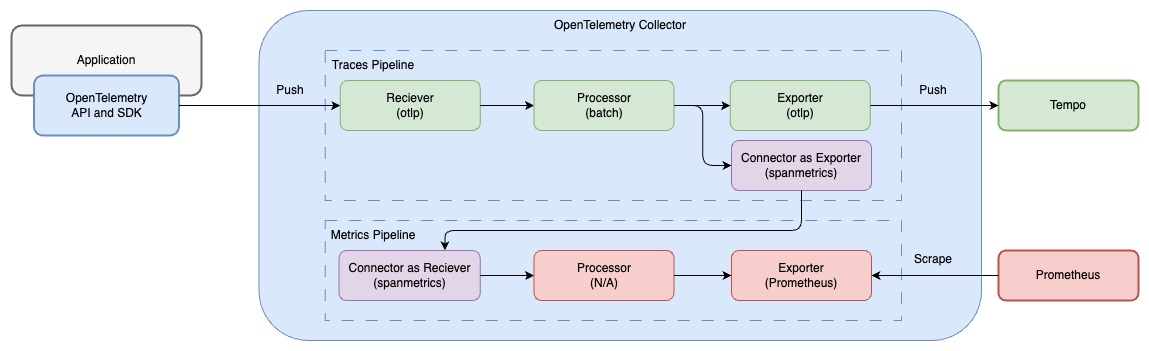 OpenTelemetry Collector
Application
OpenTelemetry
API and SDK
Push
Traces Pipeline
Reciever
(otlp)
Processor
(batch)
Exporter
(otlp)
Push
Tempo
Connector as Exporter
(spanmetrics)
Metrics Pipeline
Connector as Reciever
(spanmetrics)
Processor
(N/A)
Exporter
(Prometheus)
Scrape
Prometheus